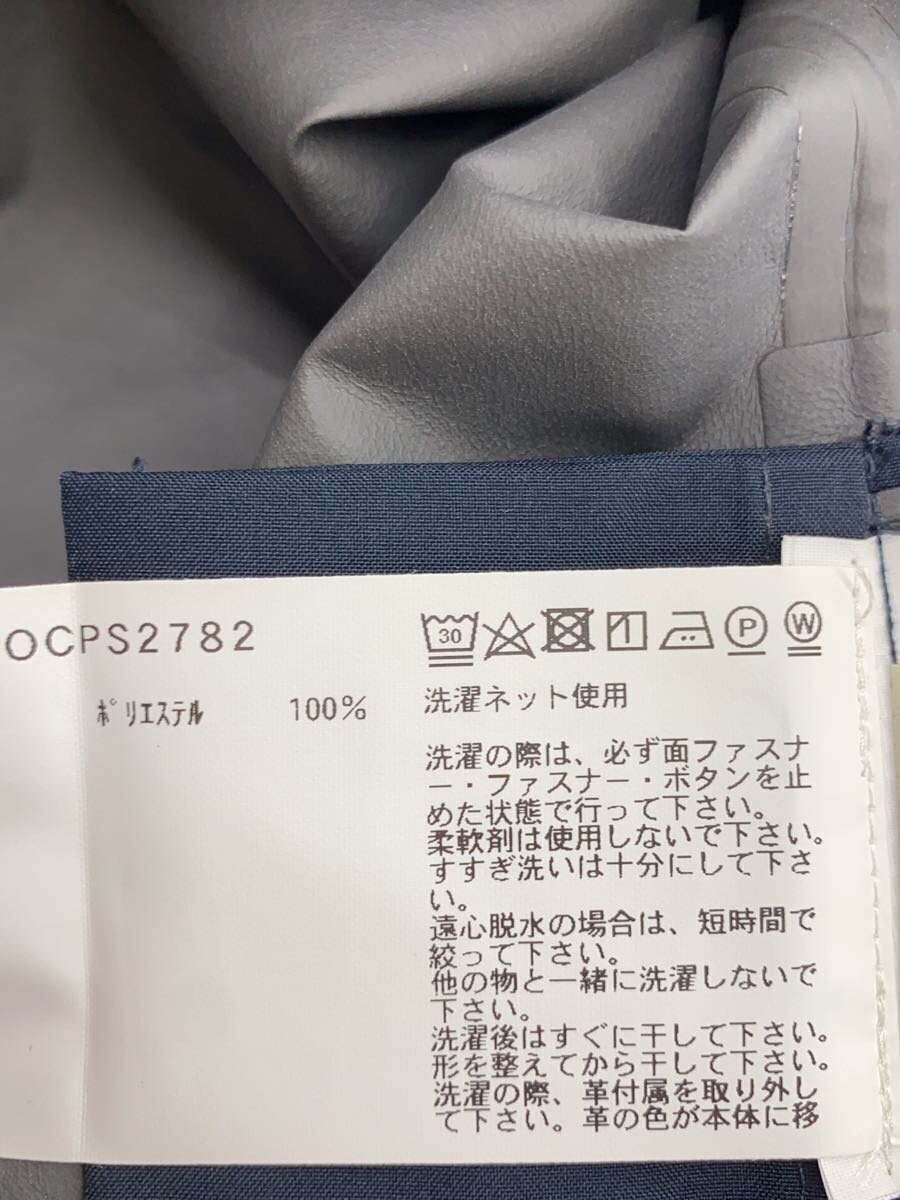 OCPS2782
ポリエステル 100%
30
P
W
洗濯ネット使用
洗濯の際は、必ず面ファスナ
ー・ファスナー・ボタンを止
めた状態で行って下さい。
柔軟剤は使用しないで下さい。
すすぎ洗いは十分にして下さ
い。
遠心脱水の場合は、短時間で
絞って下さい。
他の物と一緒に洗濯しないで
下さい。
洗濯後はすぐに干して下さい。
形を整えてから干して下さい。
洗濯の際、革付属を取り外し
て下さい。革の色が本体に移